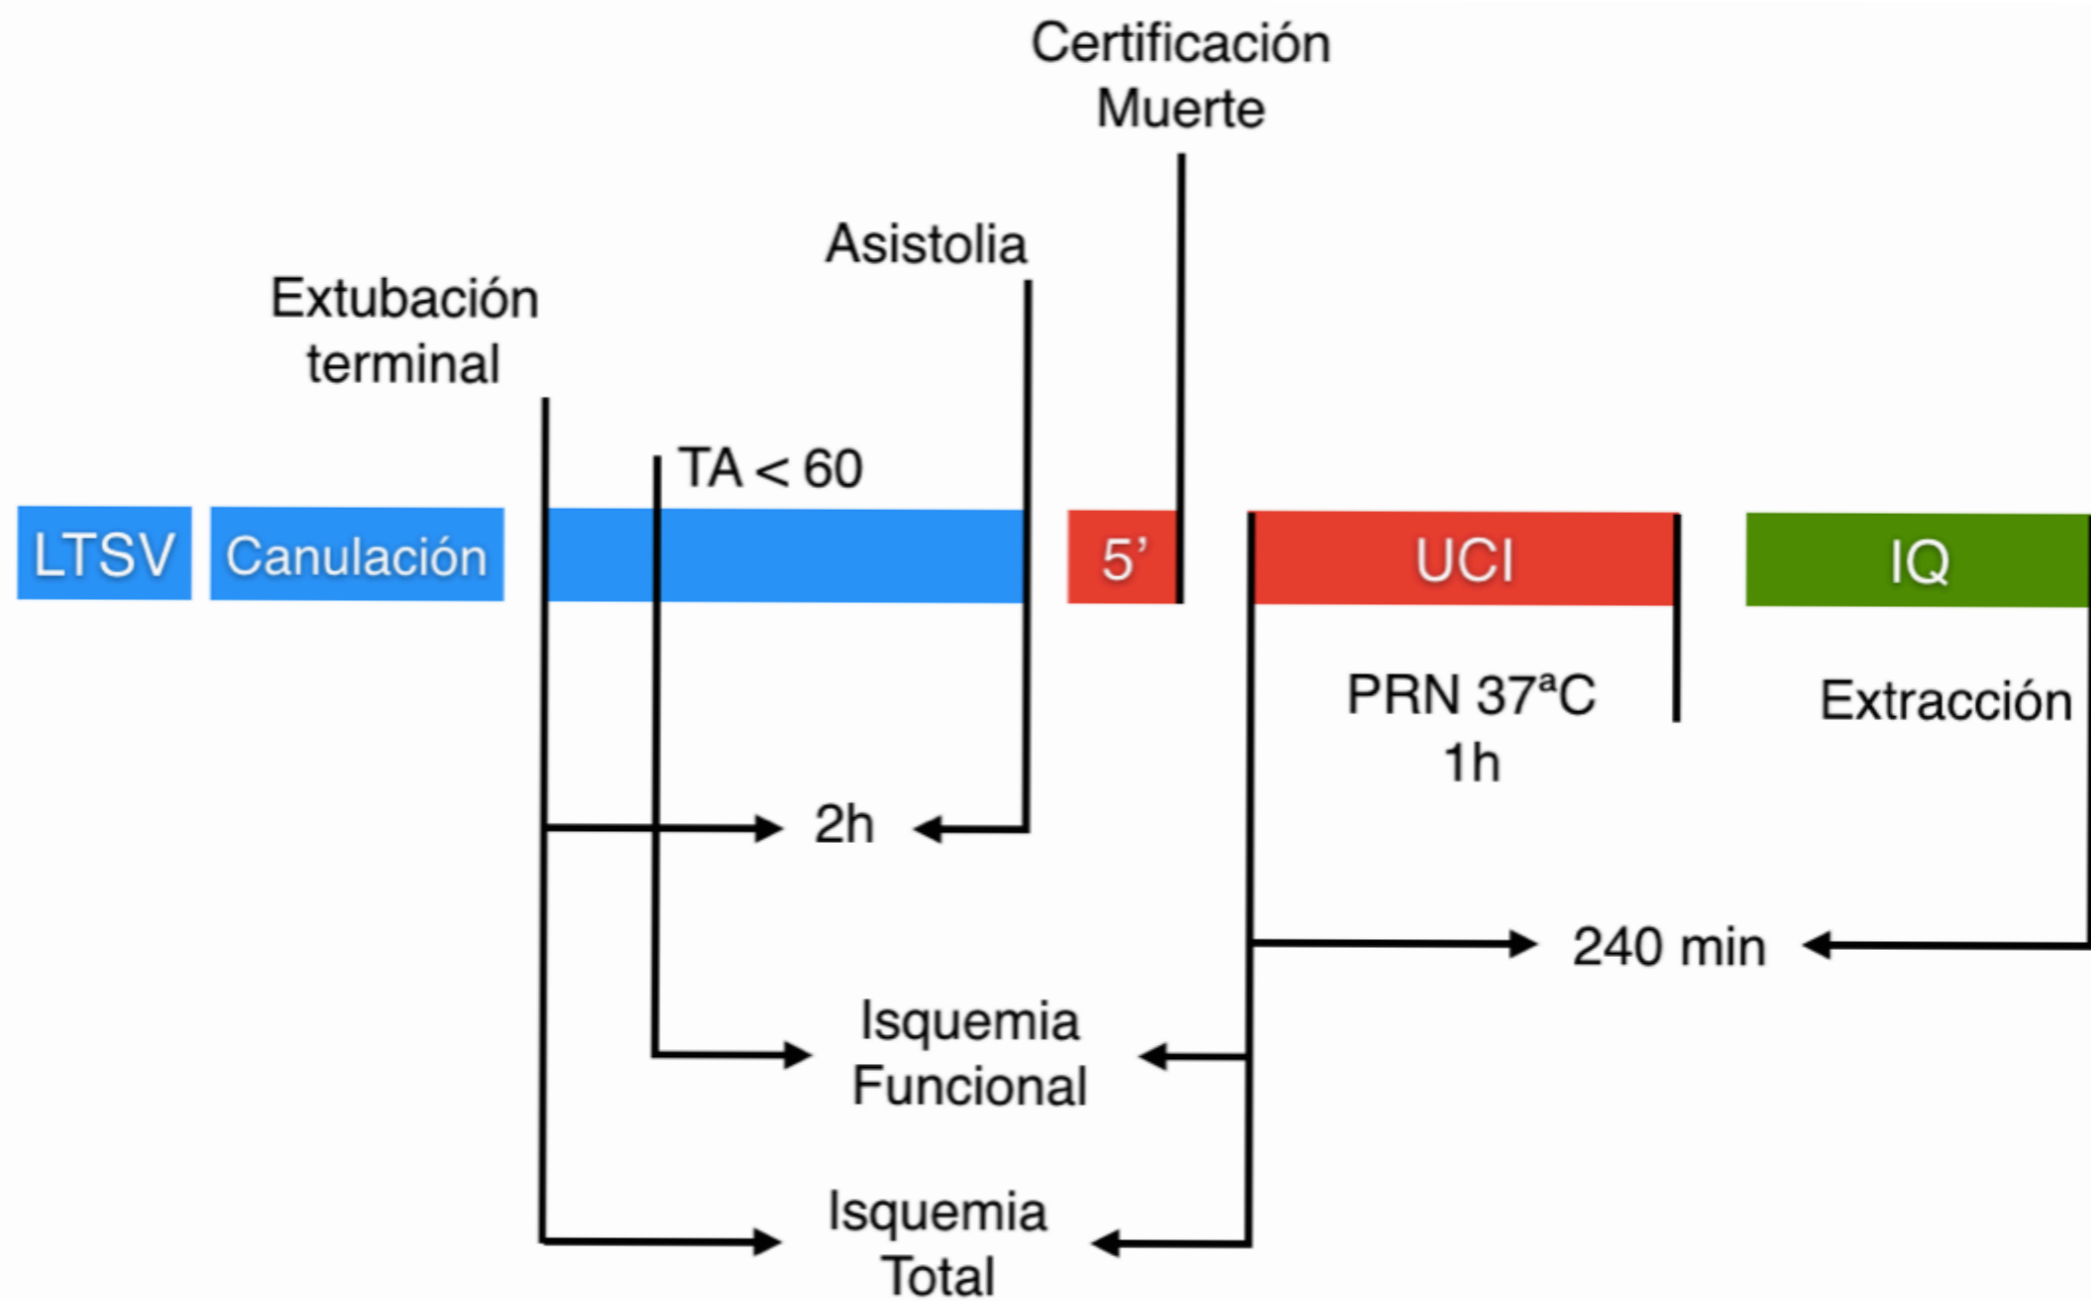 Certificación
Muerte
Asistolia
Extubación
terminal
TA < 60
LTSV
Canulación
5’
UCI
IQ
PRN 37ªC
1h
Extracción
2h
240 min
Isquemia
Funcional
Isquemia
Total